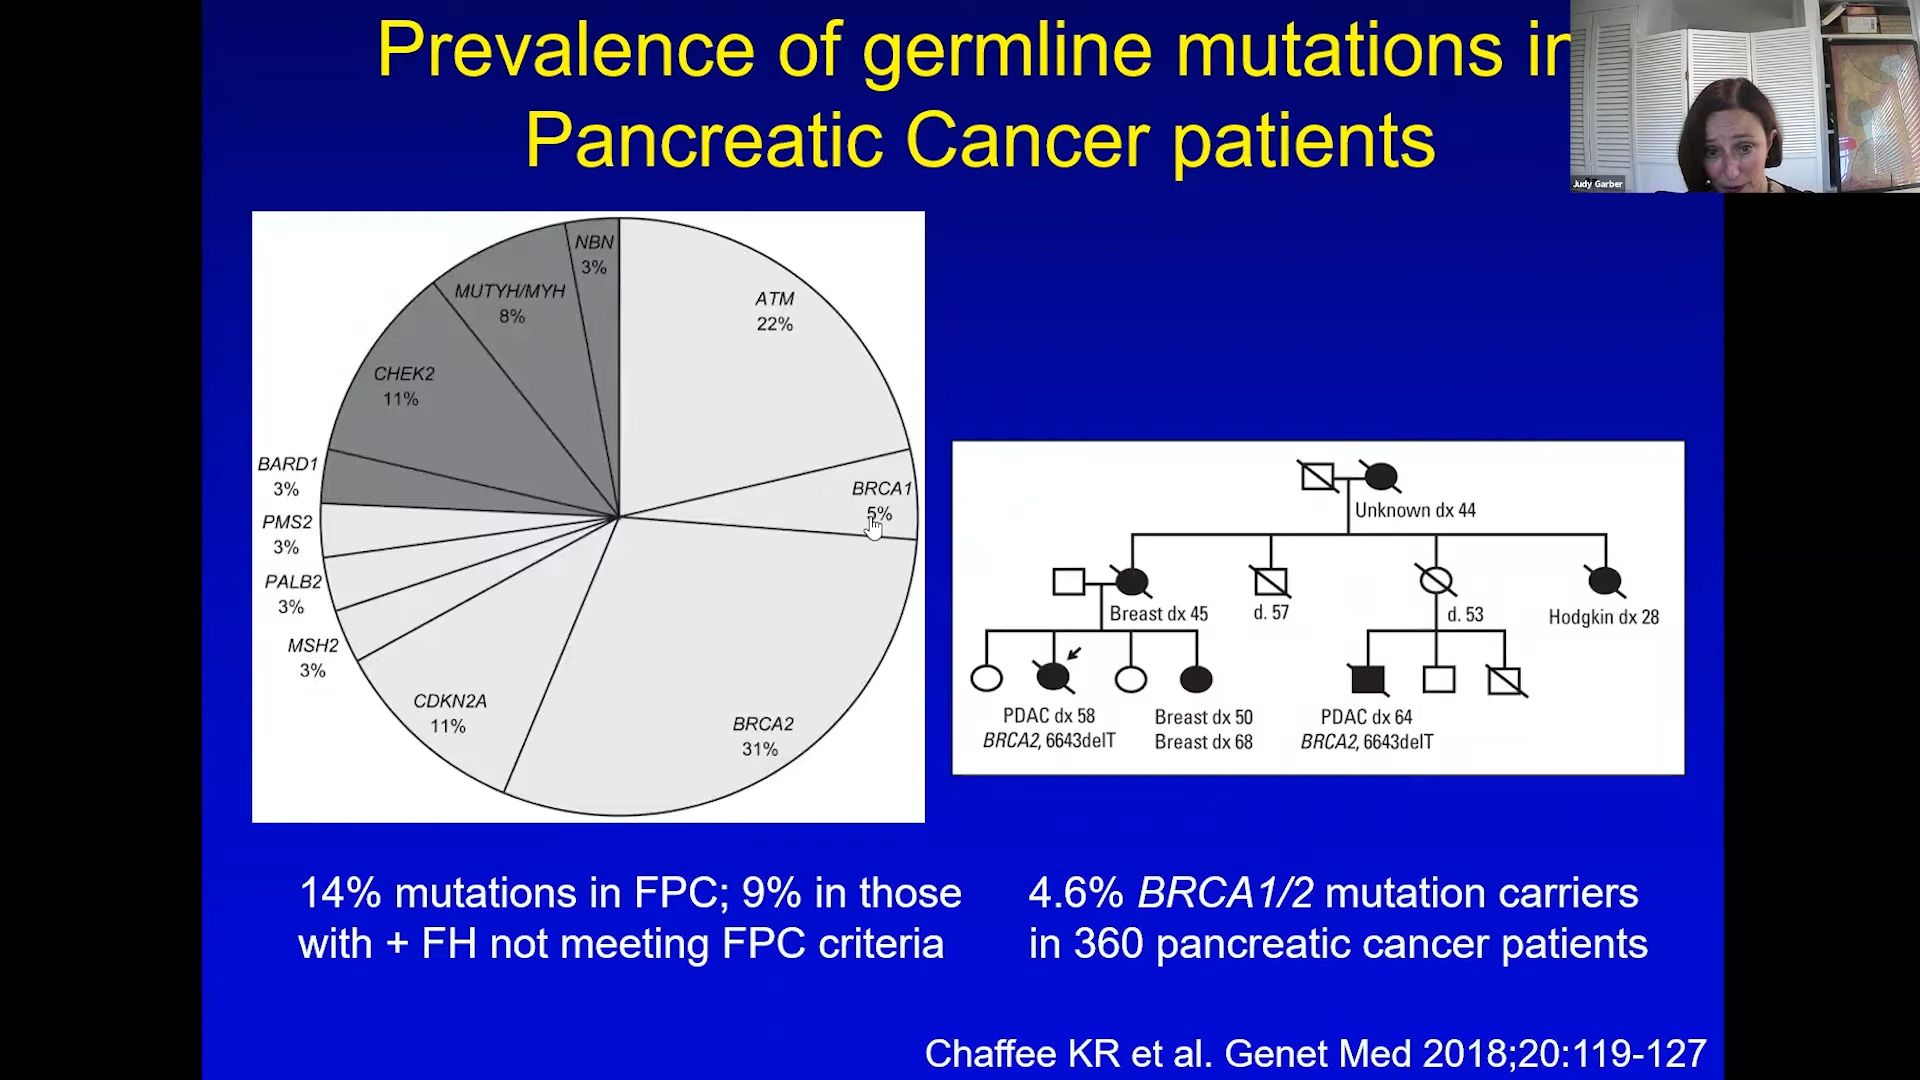 Prevalence of germline mutations in
Pancreatic Cancer patients
Judy Garber
NBN
3%
MUTYH/MYH
8%
ATM
22%
CHEK2
11%
BARD1
3%
BRCA1
5%
PMS2
3%
PALB2
3%
MSH2
3%
CDKN2A
11%
BRCA2
31%
Unknown dx 44
Breast dx 45
d. 57
d. 53
Hodgkin dx 28
PDAC dx 58
BRCA2, 6643delT
Breast dx 50
Breast dx 68
PDAC dx 64
BRCA2, 6643delT
14% mutations in FPC; 9% in those
with + FH not meeting FPC criteria
4.6% BRCA1/2 mutation carriers
in 360 pancreatic cancer patients
Chaffee KR et al. Genet Med 2018;20:119-127